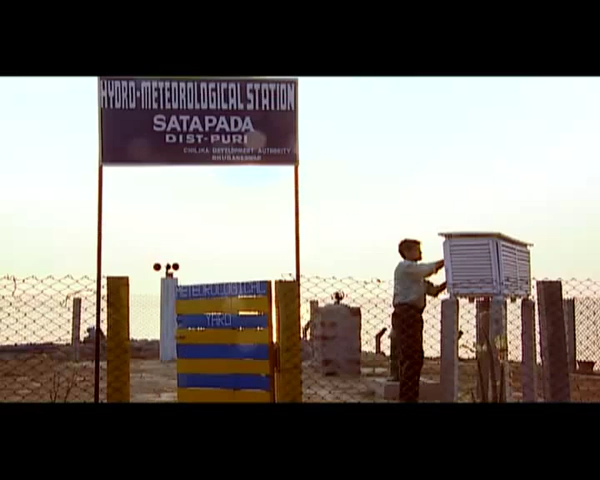 HYDRO-METEOROLOGICAL STATION
SATAPADA
DIST-PURI
CHILIKA DEVELOPMENT AUTHORITY
BHUBANESWAR
METEOROLOGICAL
YARD